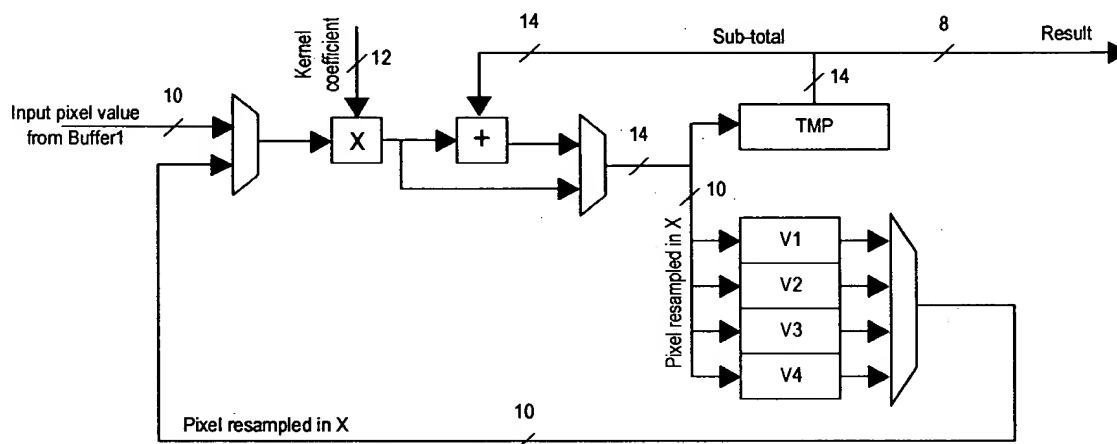 14
8
Sub-total
Result
Kernel
coefficient
12
14
Input pixel value
from Buffer1
10
TMP
X
+
14
10
Pixel resampled in X
V1
V2
V3
V4
Pixel resampled in X
10